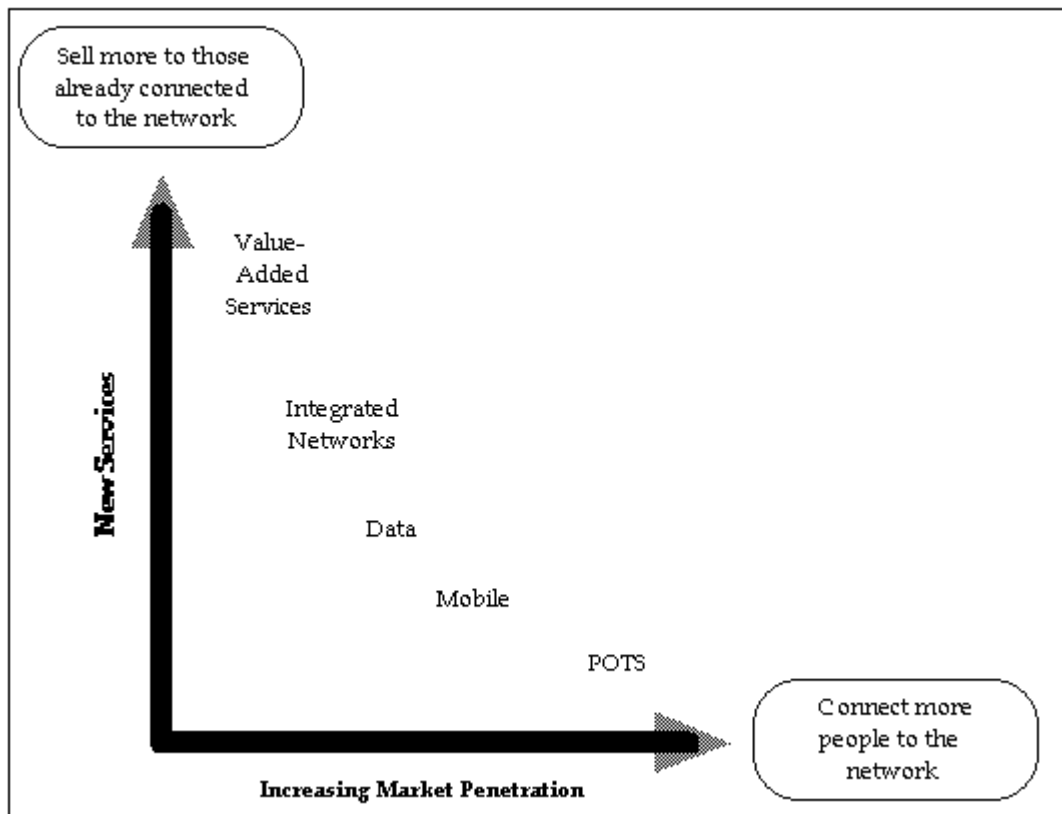 Sell more to those
already connected
to the network
Value-
Added
Services
Integrated
Networks
Data
Mobile
POTS
New Services
Connect more
people to the
network
Increasing Market Penetration